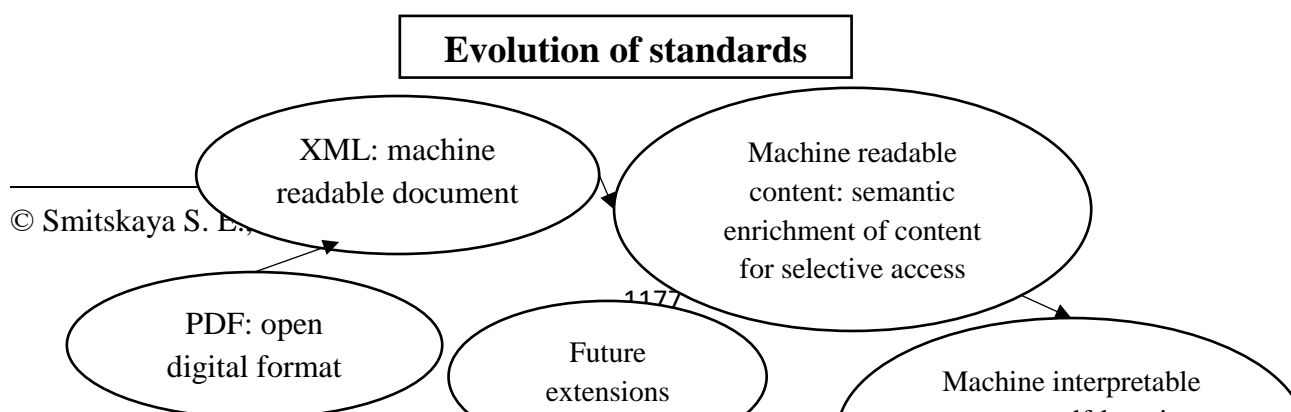 Evolution of standards
XML: machine
readable document
Machine readable
content: semantic
enrichment of content
for selective access
© Smitskaya S. E.,
1177
PDF: open
digital format
Future
extensions
Machine interpretable